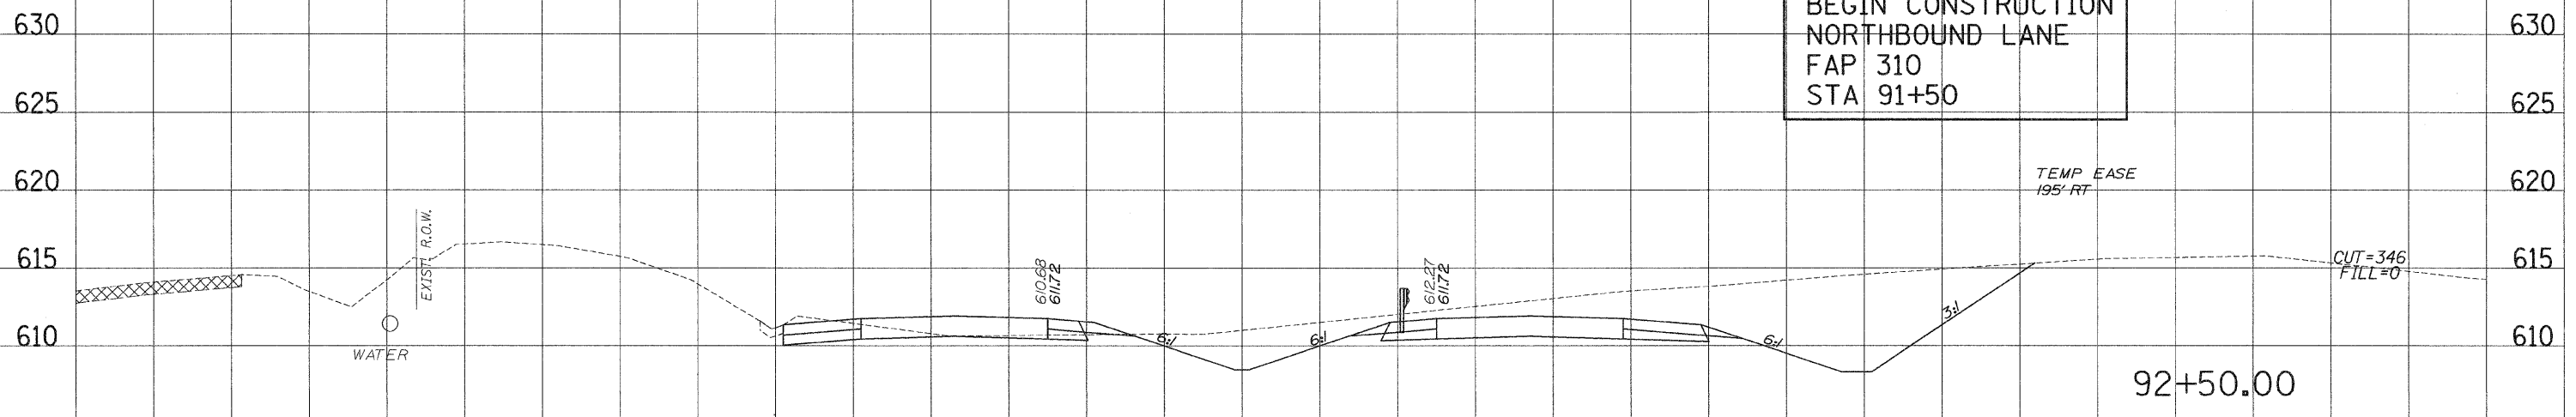 BEGIN CONSTRUCTION
630 NORTHBOUND LANE 630
FAP 310
625 STA 91+50 625
620 TEMP EASE 620
195' RT
EXIST. R.O.W.
615 610.68 612.27 CUT=346 615
611.72 611.72 FILL=0
610 WATER 6:1 6:1 6:1 3:1 610
92+50.00